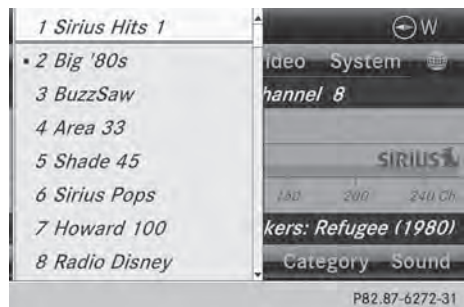 1 Sirius Hits 1
2 Big '80s
3 BuzzSaw
4 Area 33
5 Shade 45
6 Sirius Pops
7 Howard 100
8 Radio Disney
W
ideo System
hannel 8
SIRIUS
160 200 240 Ch
kers: Refugee (1980)
Category Sound
P82.87-6272-31